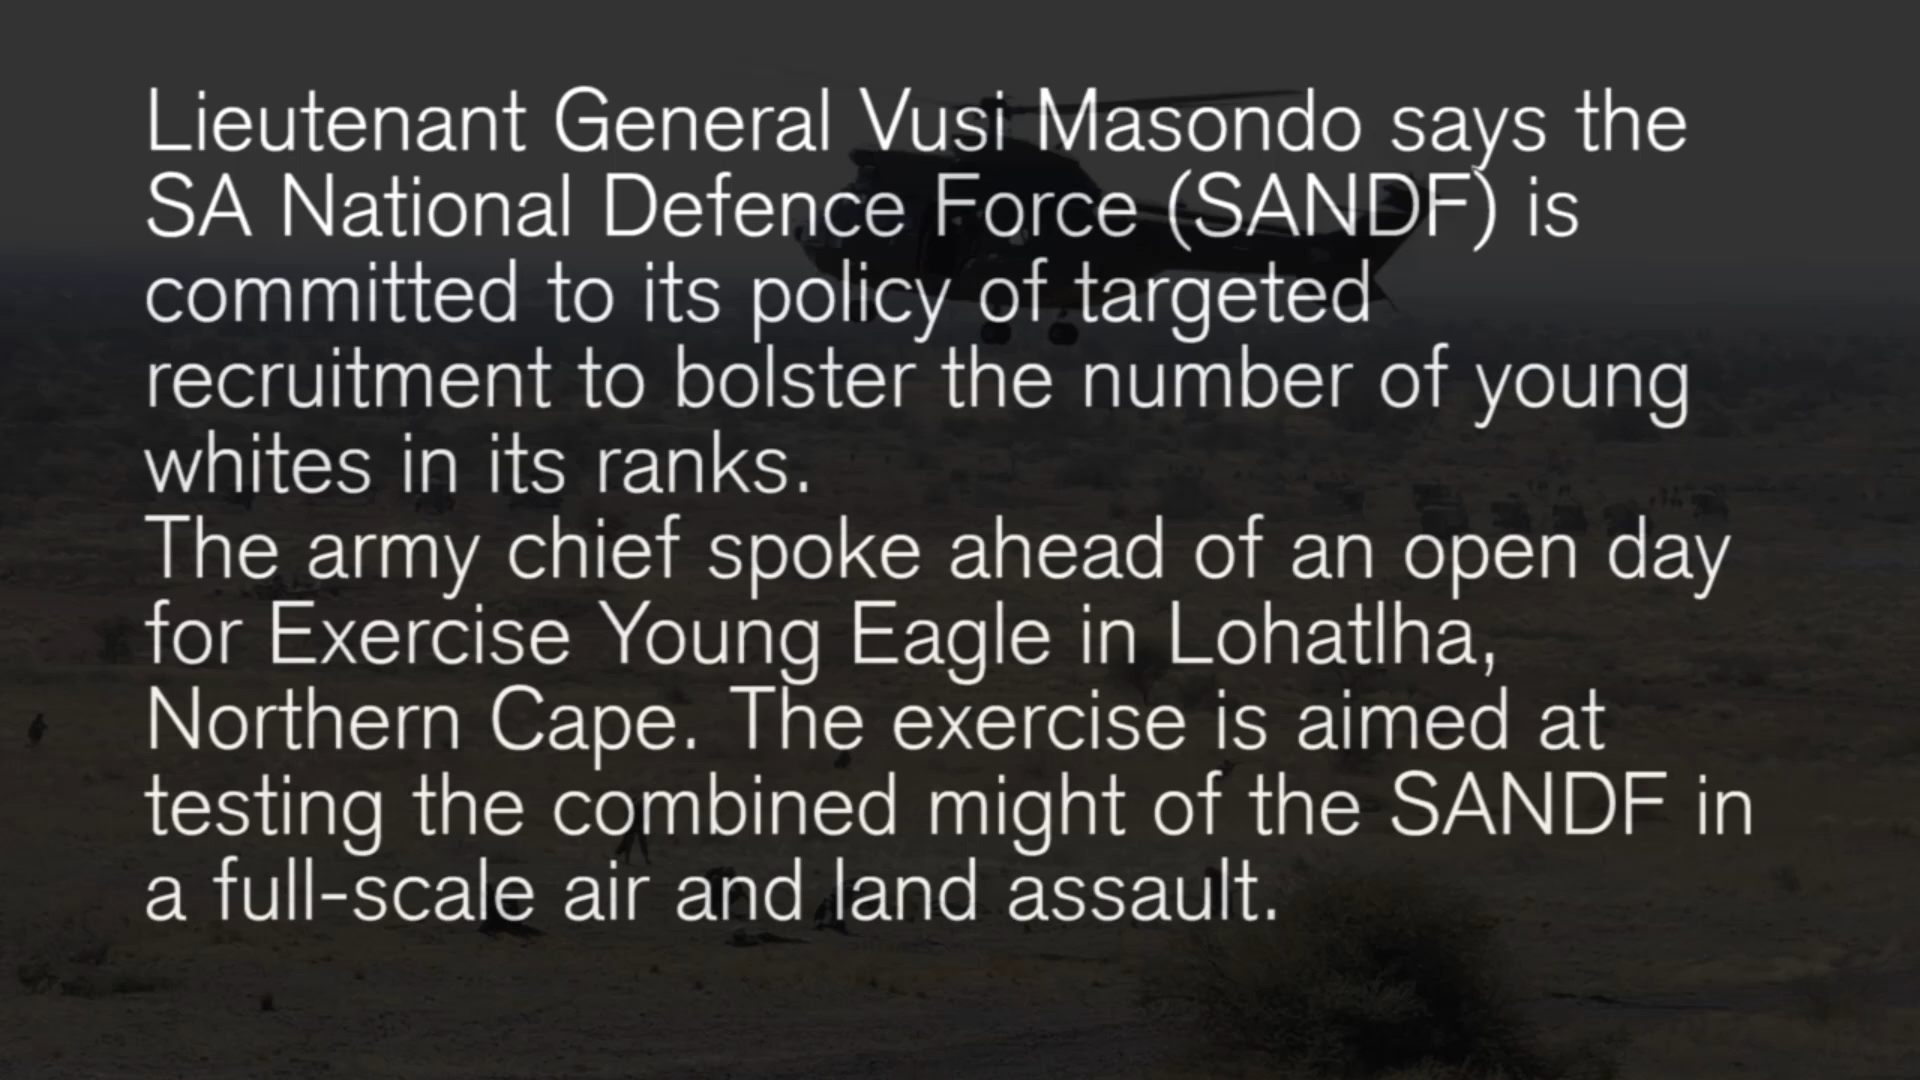 Lieutenant General Vusi Masondo says the
SA National Defence Force (SANDF) is
committed to its policy of targeted
recruitment to bolster the number of young
whites in its ranks.
The army chief spoke ahead of an open day
for Exercise Young Eagle in Lohatlha,
Northern Cape. The exercise is aimed at
testing the combined might of the SANDF in
a full-scale air and land assault.